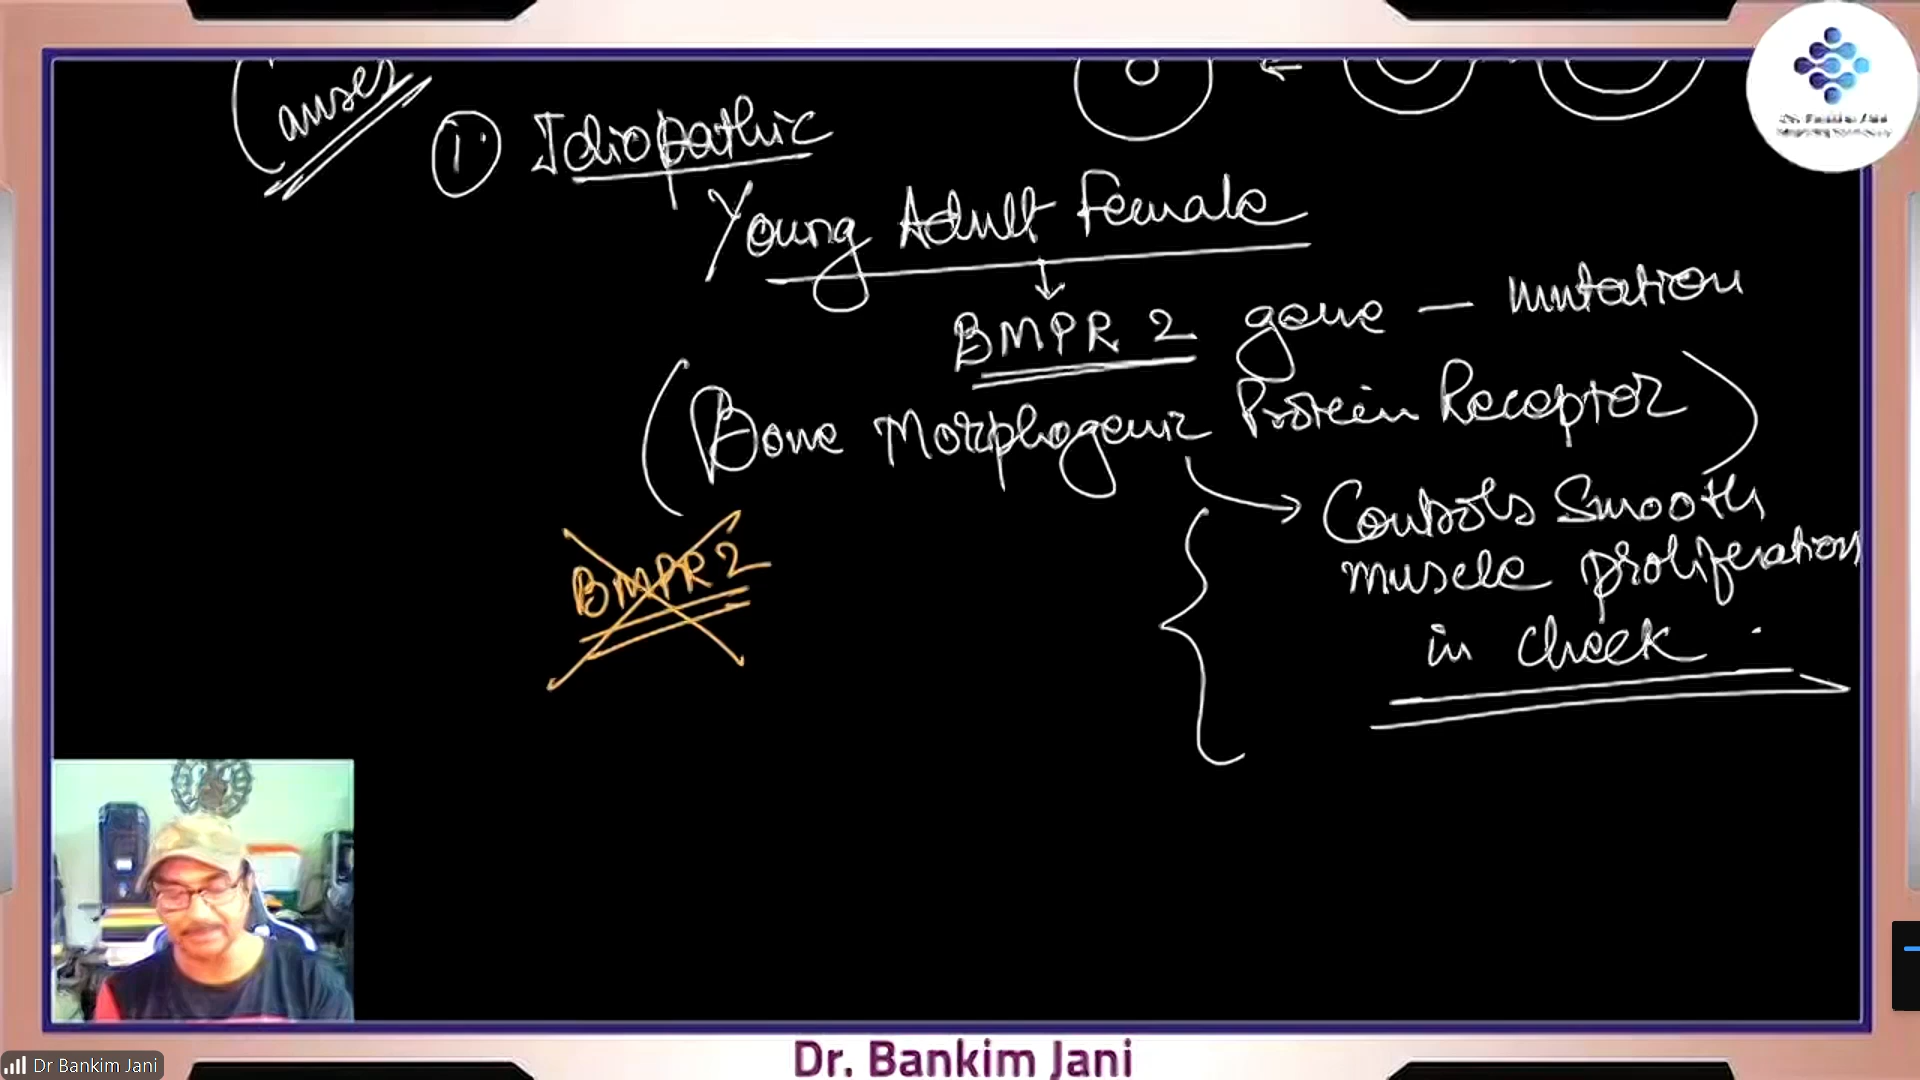 Causes
① Idiopathic
Young Adult Female
↓
BMPR 2 gene — mutation
(Bone Morphogenic Protein Receptor)
→ Controls Smooth
muscle proliferation
in check
BMPR2
Dr Bankim Jani
Dr. Bankim Jani